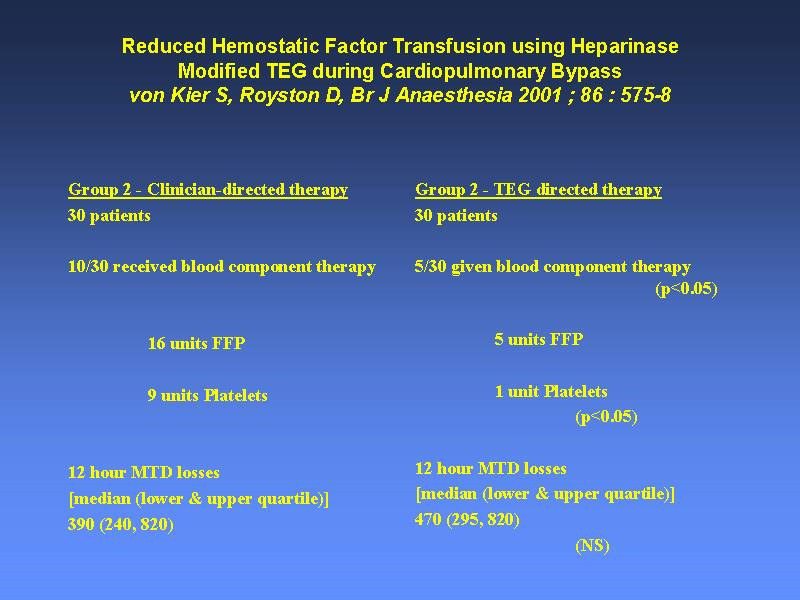 Reduced Hemostatic Factor Transfusion using Heparinase
Modified TEG during Cardiopulmonary Bypass
von Kier S, Royston D, Br J Anaesthesia 2001 ; 86 : 575-8
Group 2 - Clinician-directed therapy
30 patients
10/30 received blood component therapy
16 units FFP
9 units Platelets
12 hour MTD losses
[median (lower & upper quartile)]
390 (240, 820)
Group 2 - TEG directed therapy
30 patients
5/30 given blood component therapy
(p<0.05)
5 units FFP
1 unit Platelets
(p<0.05)
12 hour MTD losses
[median (lower & upper quartile)]
470 (295, 820)
(NS)